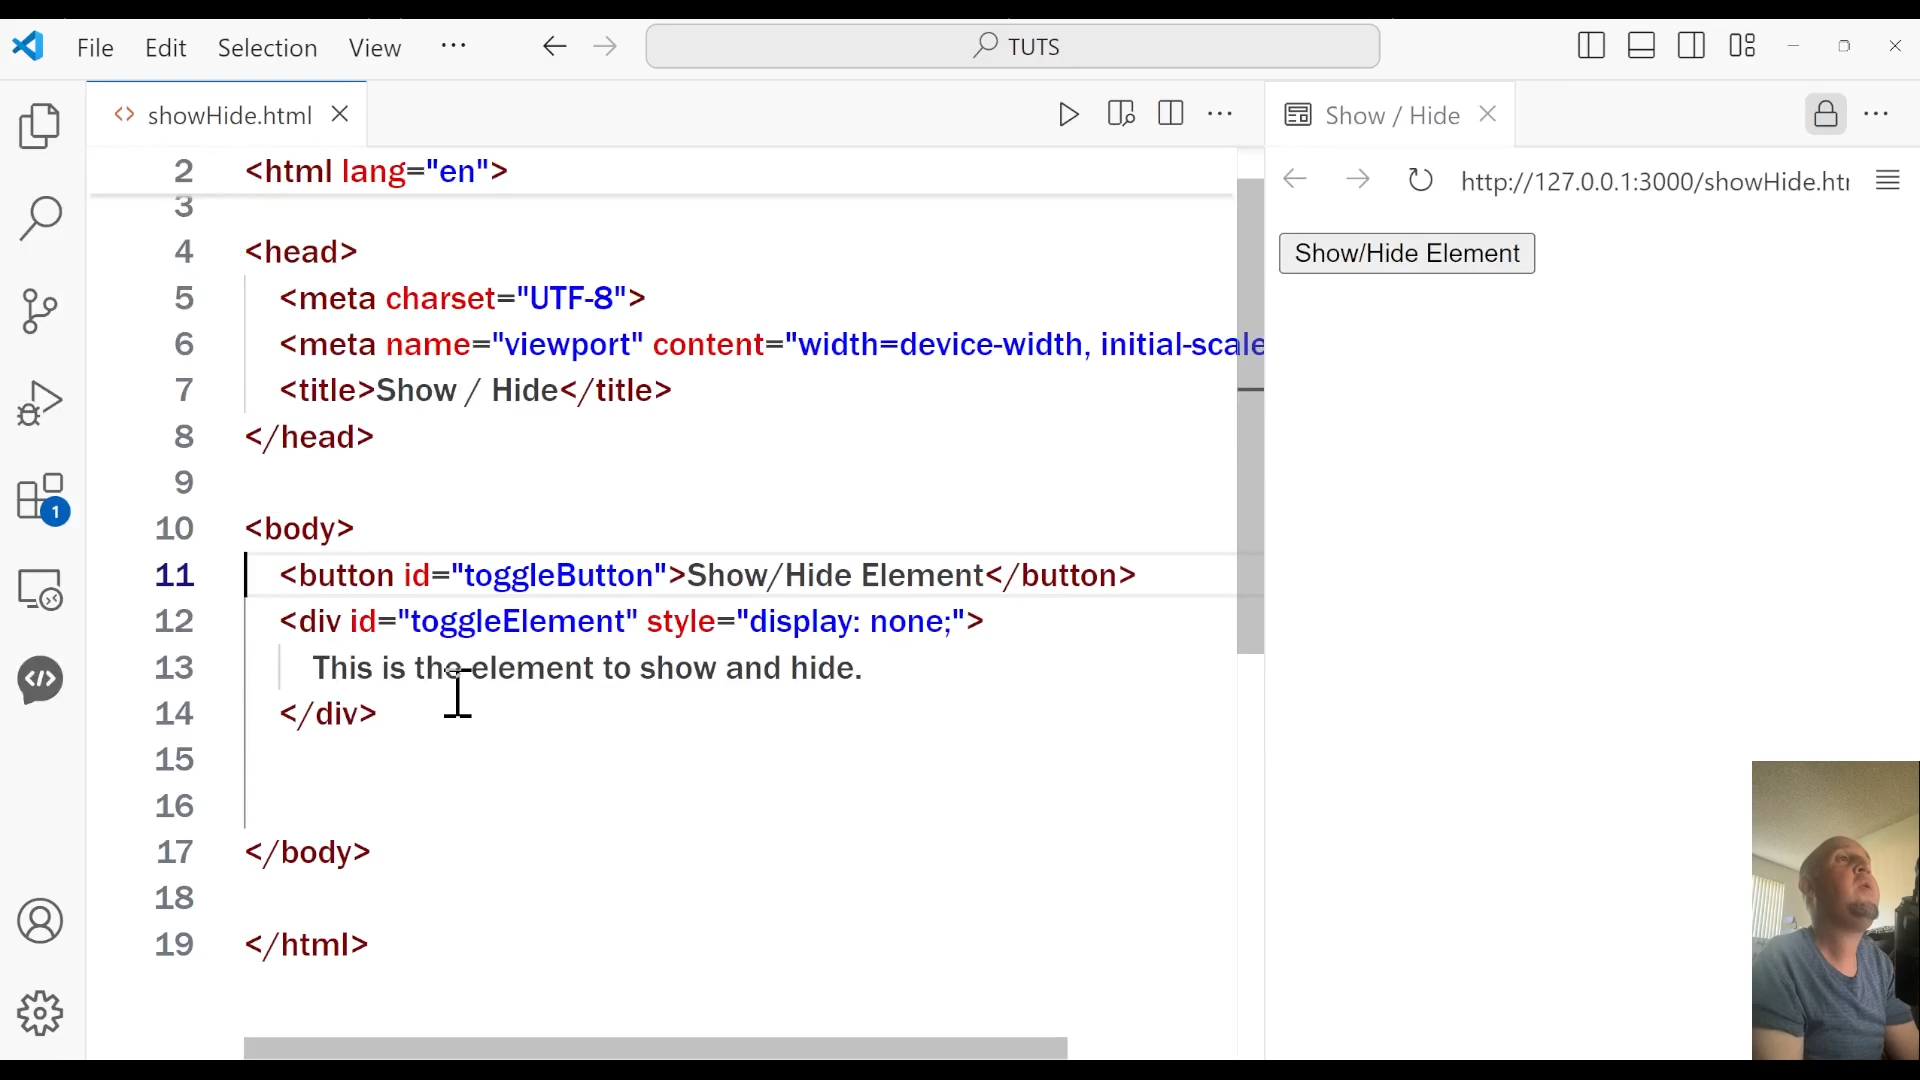 File Edit Selection View ··· TUTS
showHide.html
Show / Hide
http://127.0.0.1:3000/showHide.htm
Show/Hide Element
2 <html lang="en">
3
4 <head>
5 <meta charset="UTF-8">
6 <meta name="viewport" content="width=device-width, initial-scale
7 <title>Show / Hide</title>
8 </head>
9
10 <body>
11 <button id="toggleButton">Show/Hide Element</button>
12 <div id="toggleElement" style="display: none;">
13 This is the element to show and hide.
14 </div>
15
16
17 </body>
18
19 </html>
1